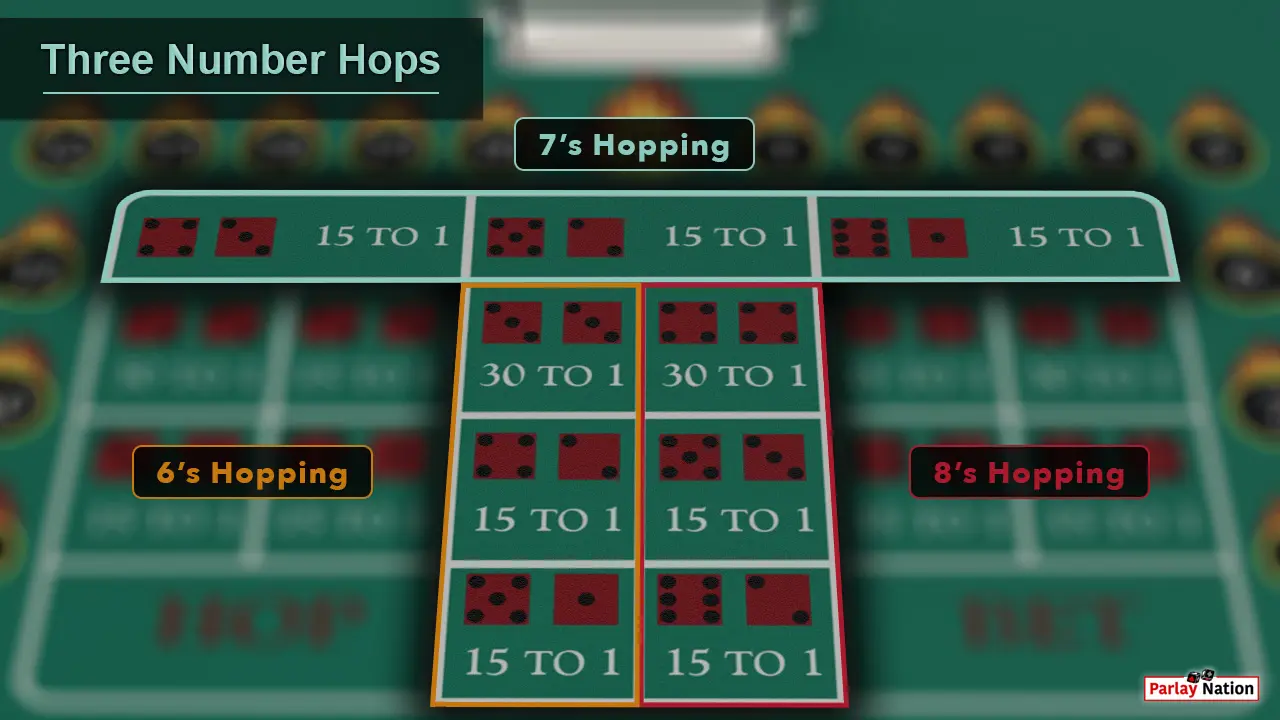 Three Number Hops
7's Hopping
15 TO 1
15 TO 1
15 TO 1
30 TO 1
30 TO 1
6's Hopping
8's Hopping
15 TO 1
15 TO 1
HOP
BET
15 TO 1
15 TO 1
Parlay Nation